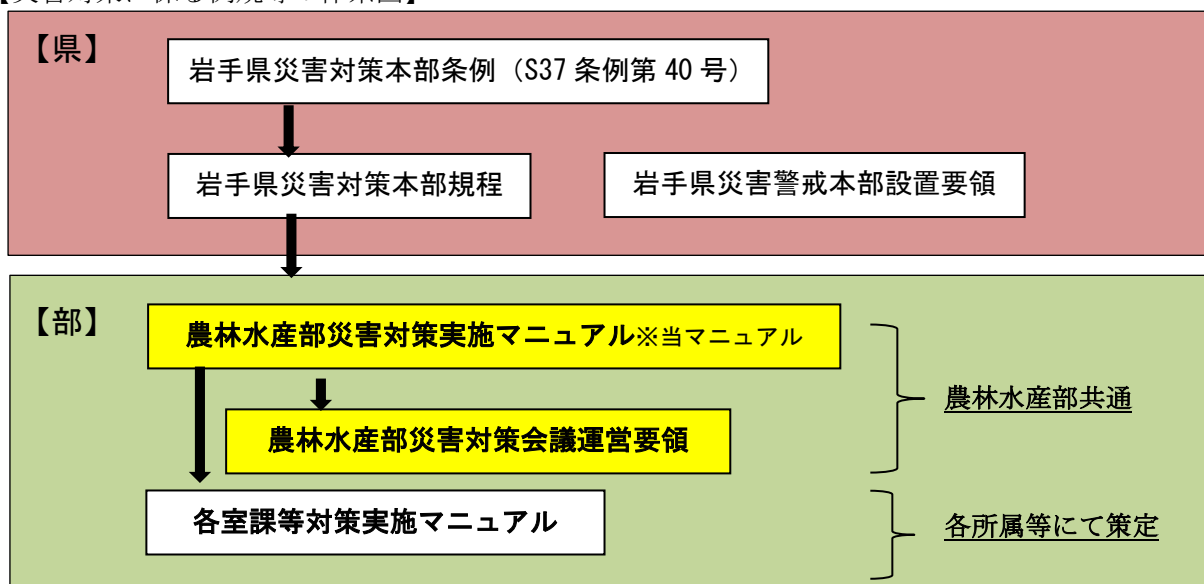 【県】
岩手県災害対策本部条例(S37 条例第 40 号)
岩手県災害対策本部規程
岩手県災害警戒本部設置要領
【部】
農林水産部災害対策実施マニュアル※当マニュアル
農林水産部災害対策会議運営要領
農林水産部共通
各室課等対策実施マニュアル
各所属等にて策定